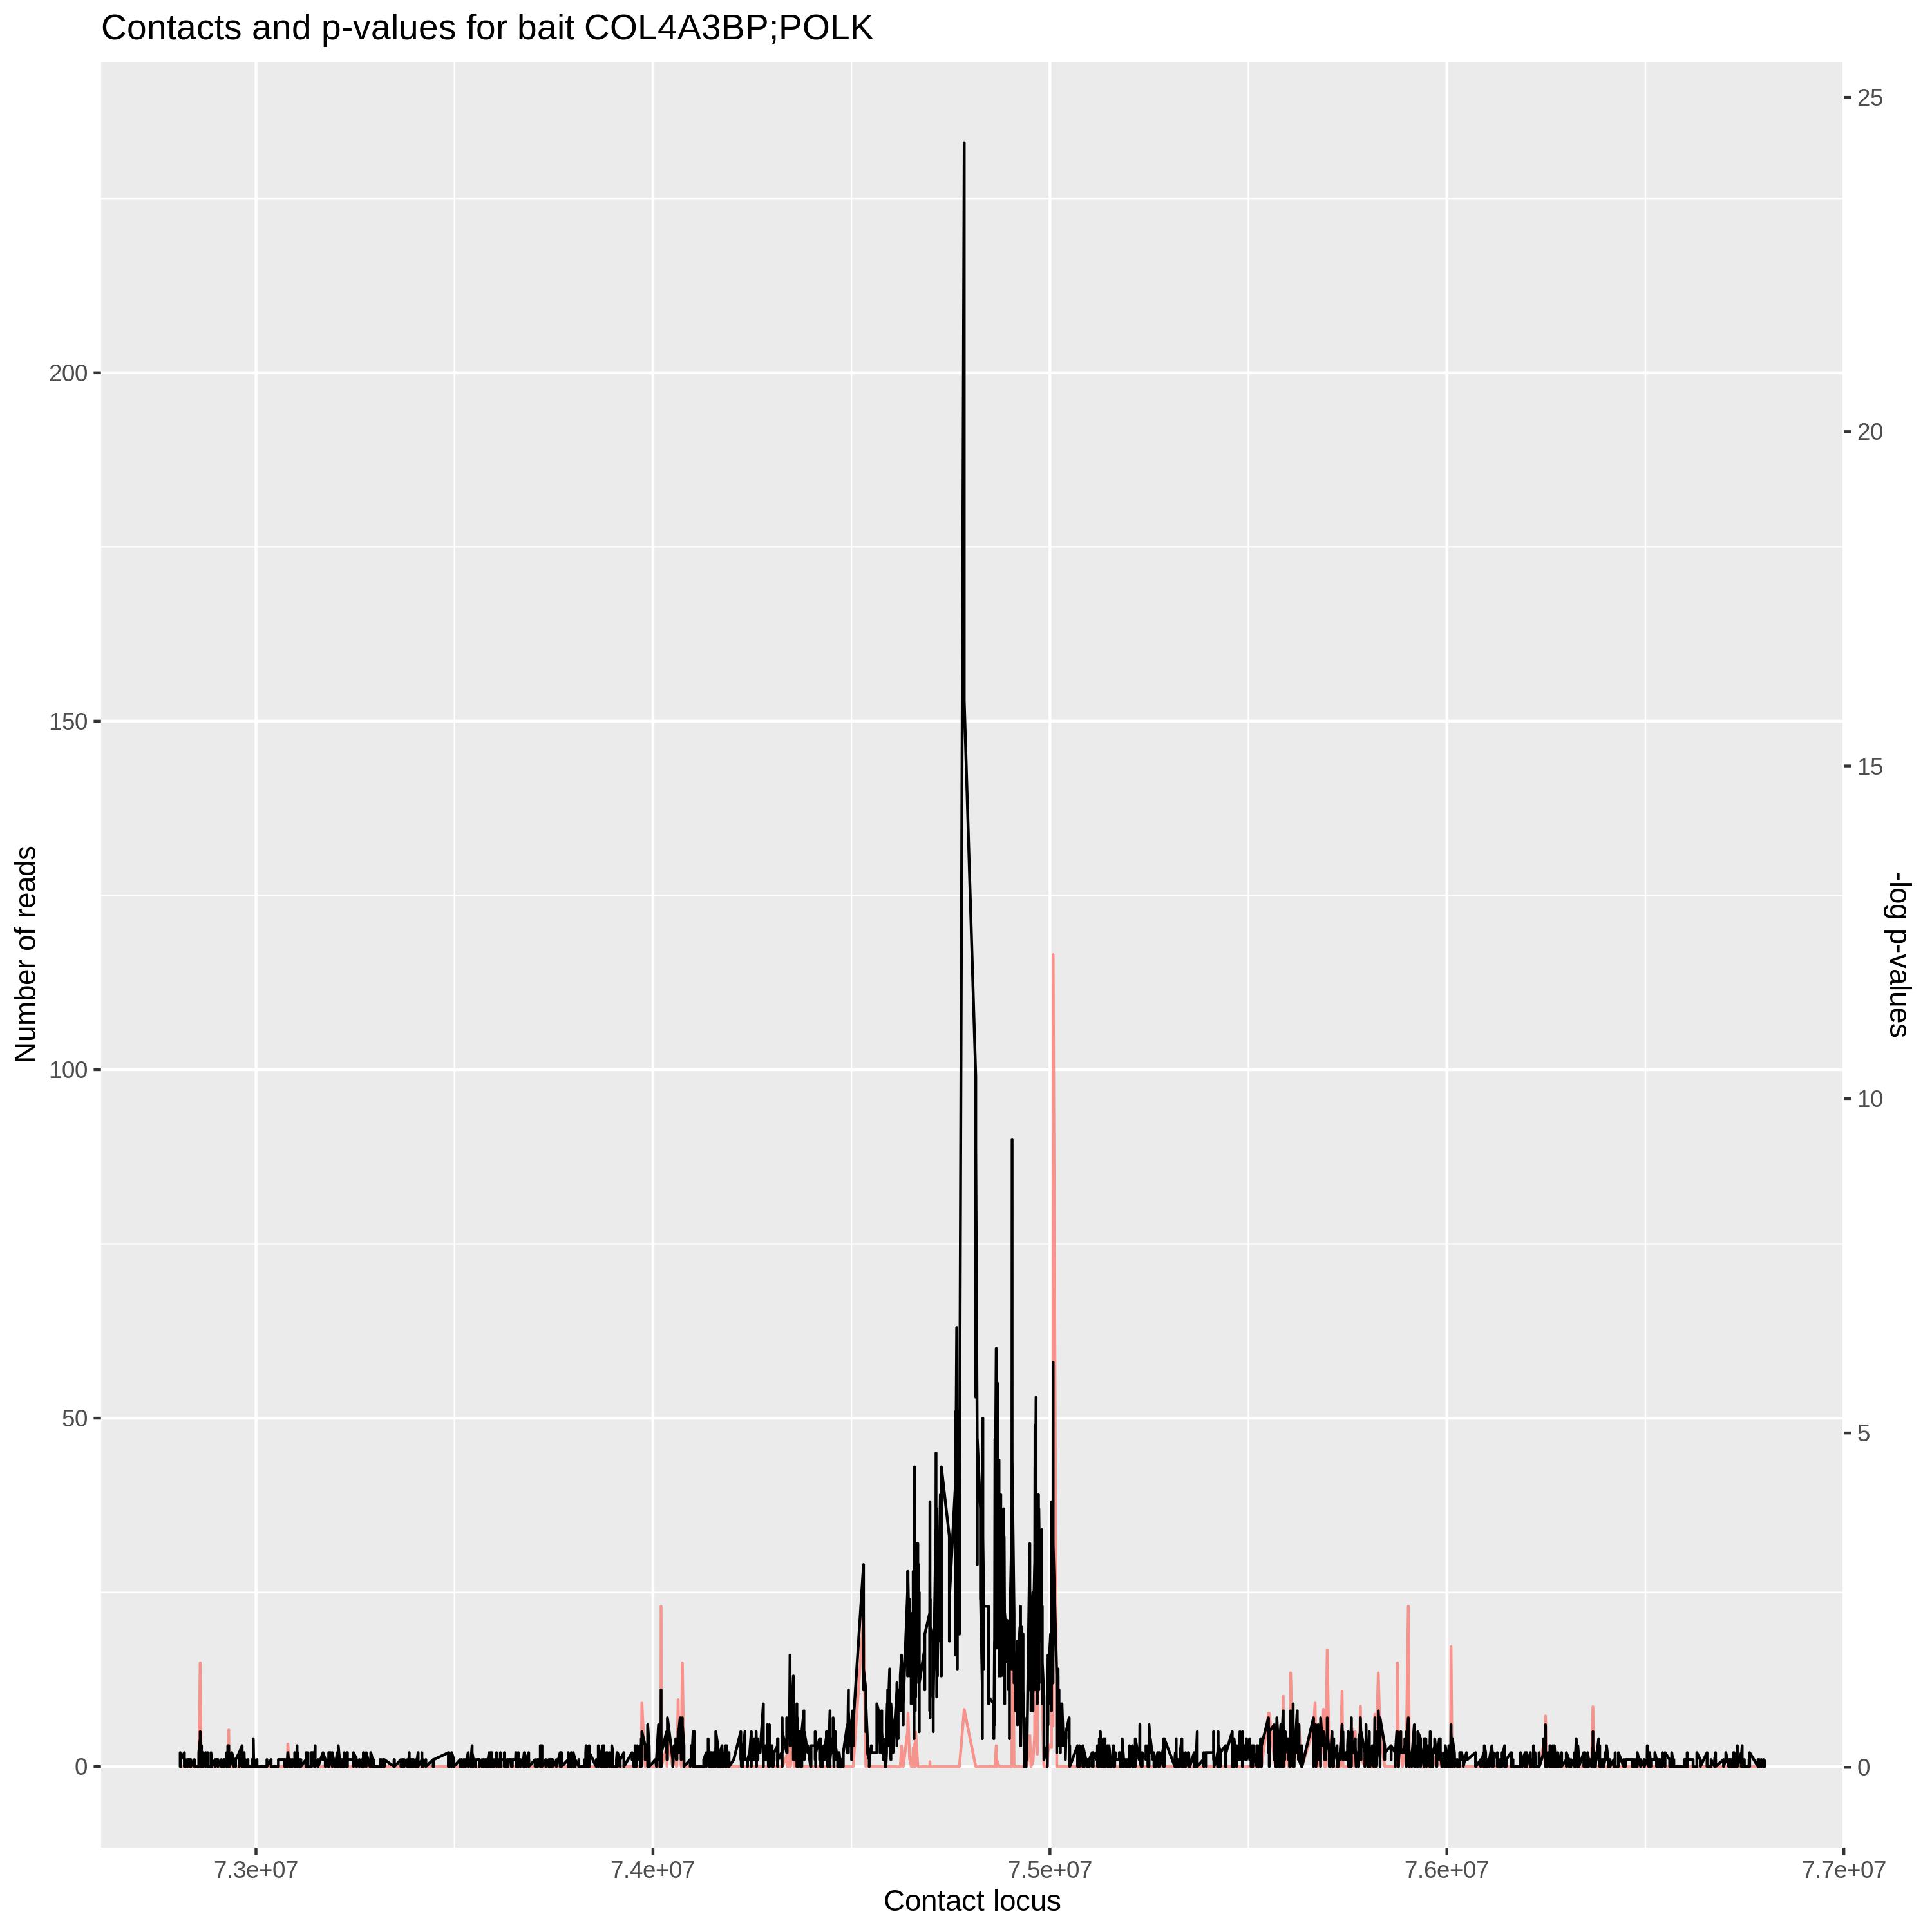 Contacts and p-values for bait COL4A3BP;POLK
Number of reads
200
150
100
50
0
25
20
15
10
5
0
-log p-values
7.3e+07
7.4e+07
7.5e+07
7.6e+07
7.7e+07
Contact locus